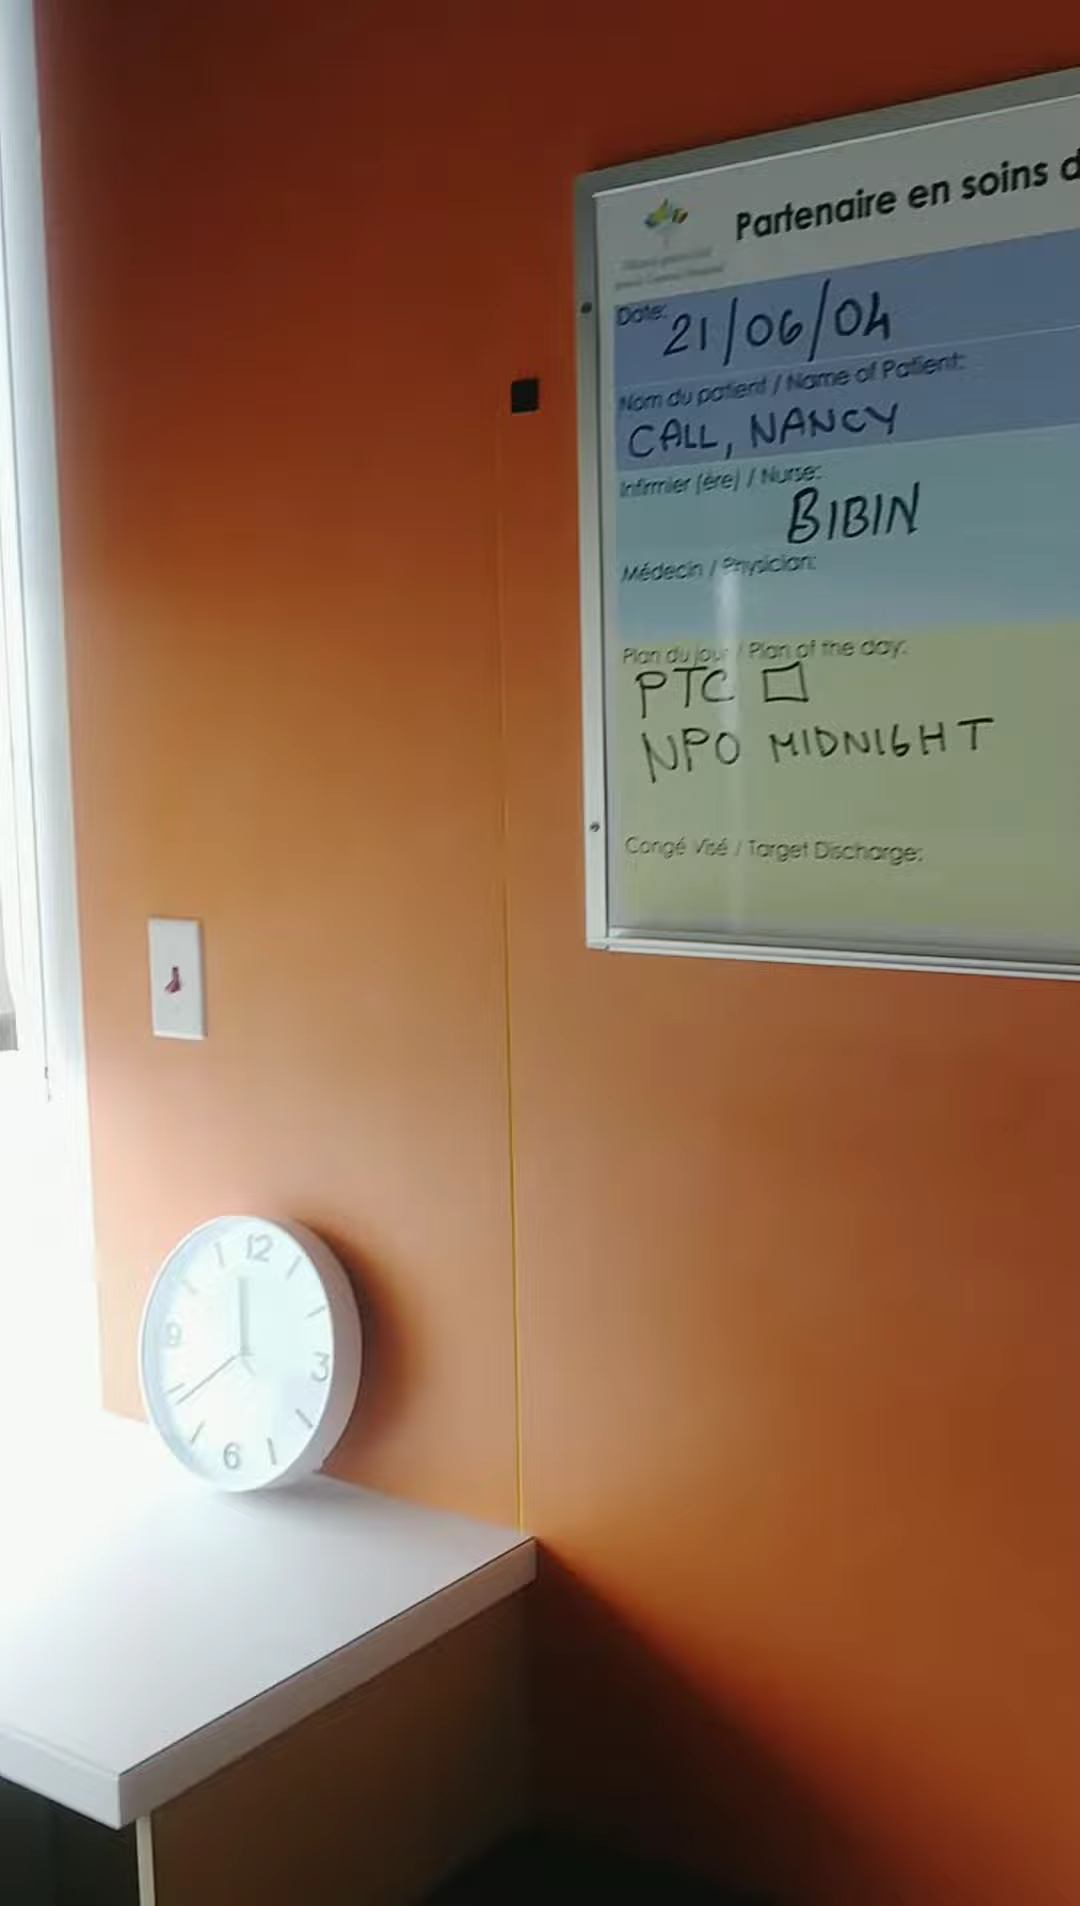 Partenaire en soins d
Date: 21/06/04
Nom du patient / Name of Patient:
CALL, NANCY
Infirmier (ère) / Nurse:
BIBIN
Médecin / Physician:
Plan du jour / Plan of the day:
PTC
NPO MIDNIGHT
Congé Visé / Target Discharge:
12
9
3
6